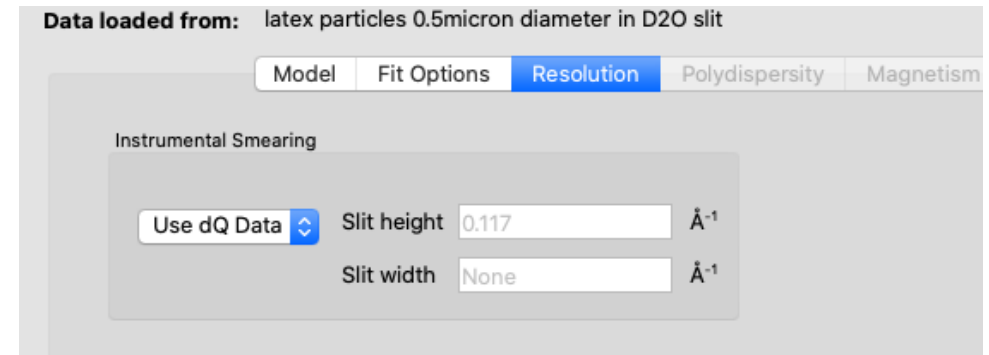 Data loaded from: latex particles 0.5micron diameter in D2O slit
Model Fit Options Resolution Polydispersity Magnetism
Instrumental Smearing
Use dQ Data Slit height 0.117 Å⁻¹
Slit width None Å⁻¹